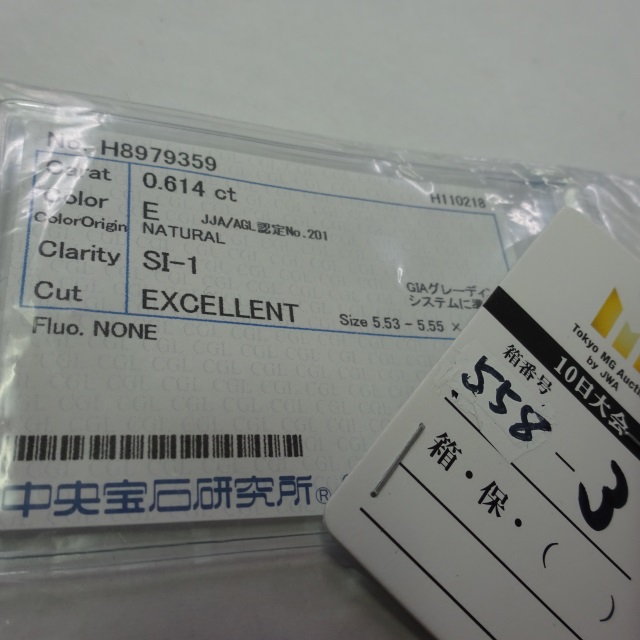 No. H8979359
Carat 0.614 ct H110218
Color E JJA/AGL認定No.201
ColorOrigin NATURAL
Clarity SI-1
GIAグレーディ
システムに
Cut EXCELLENT Size 5.53 - 5.55 ×
Fluo. NONE
中央宝石研究所®
Tokyo MG Aucti
by JWA
10日大会
箱番号
558-3
箱・保・(
)